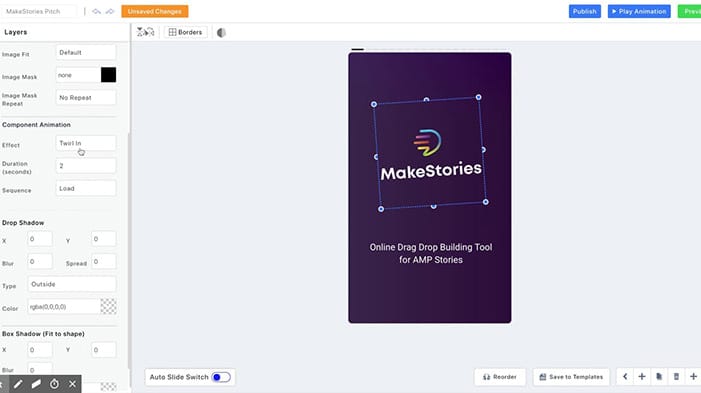 MakeStories Pitch
Unsaved Changes
Publish
Play Animation
Previ
Layers
Borders
Image Fit
Default
Image Mask
none
Image Mask
Repeat
No Repeat
Component Animation
Effect
Twirl In
Duration
(seconds)
2
Sequence
Load
Drop Shadow
X
0
Y
0
Blur
0
Spread
0
Type
Outside
Color
rgba(0,0,0,0)
Box Shadow (Fit to shape)
X
0
Y
0
Blur
0
MakeStories
Online Drag Drop Building Tool
for AMP Stories
Auto Slide Switch
Reorder
Save to Templates